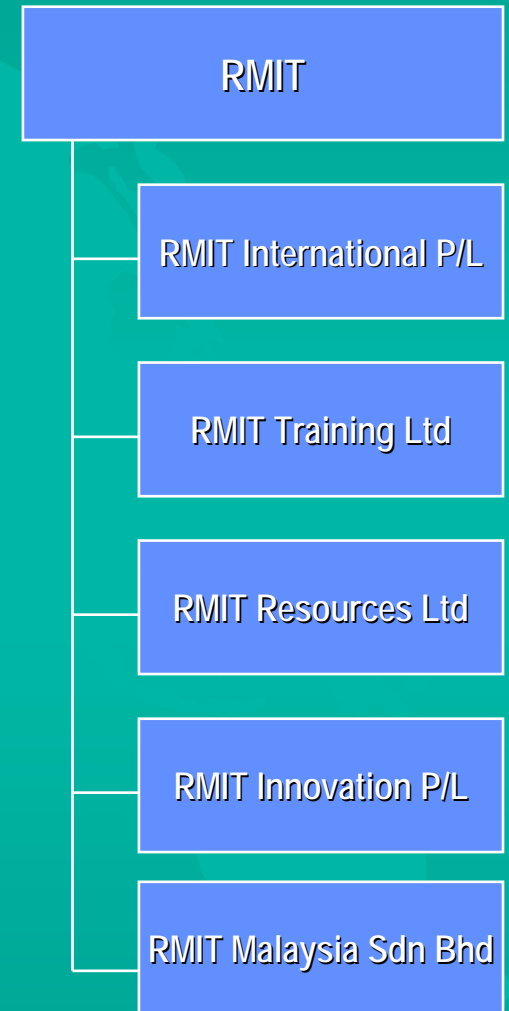 RMIT
RMIT International P/L
RMIT Training Ltd
RMIT Resources Ltd
RMIT Innovation P/L
RMIT Malaysia Sdn Bhd